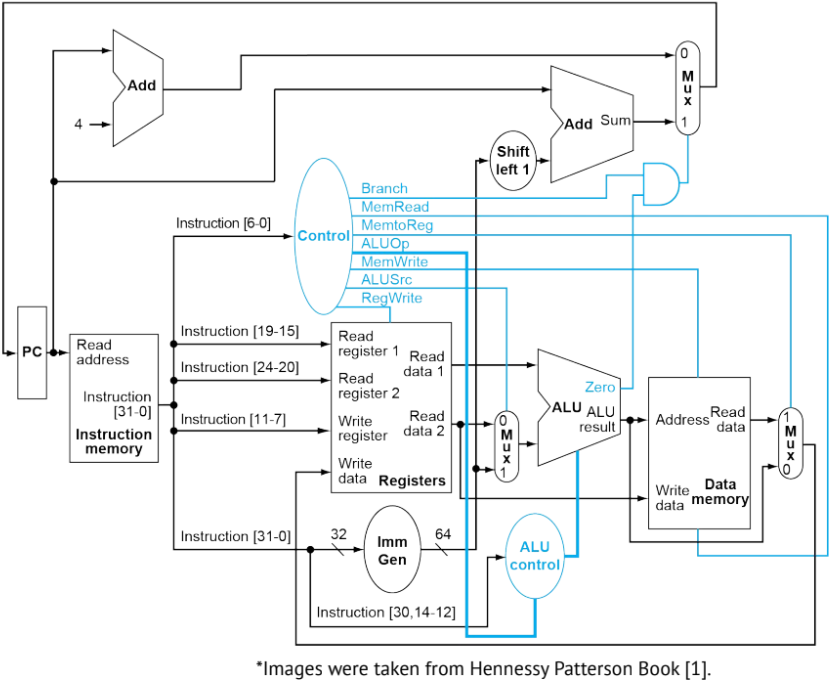 Add
4
Add Sum
Shift
left 1
0
M
u
x
1
Branch
MemRead
MemtoReg
ALUOp
MemWrite
ALUSrc
RegWrite
Control
Instruction [6-0]
Instruction [19-15]
Instruction [24-20]
Instruction [11-7]
Instruction [31-0]
Instruction [30,14-12]
PC
Read
address
Instruction
[31-0]
Instruction
memory
Read
register 1
Read
register 2
Write
register
Write
data
Read
data 1
Read
data 2
Registers
0
M
u
x
1
Zero
ALU
ALU
result
Address
Read
data
Write
data
Data
memory
1
M
u
x
0
32
Imm
Gen
64
ALU
control
*Images were taken from Hennessy Patterson Book [1].